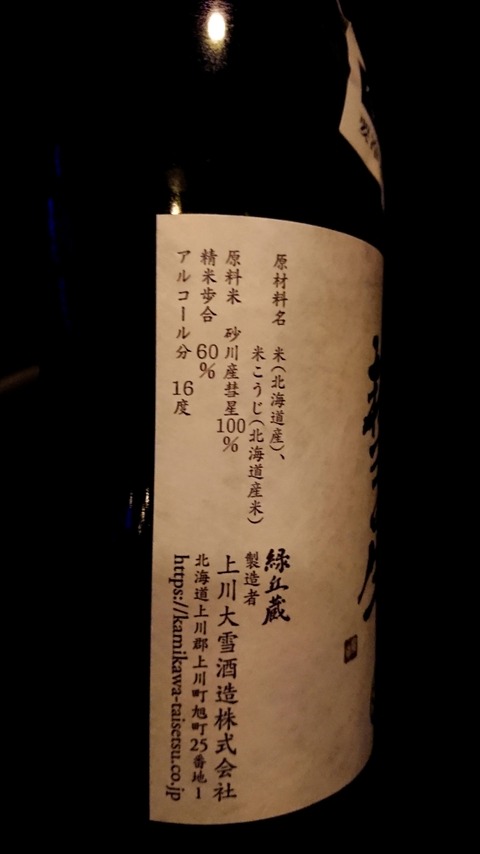 原材料名 米(北海道産)、
米こうじ(北海道産米)
原料米 砂川産彗星100%
精米歩合 60%
アルコール分 16度
緑丘蔵
製造者
上川大雪酒造株式会社
北海道上川郡上川町旭町25番地1
https://kamikawa-taisetsu.co.jp